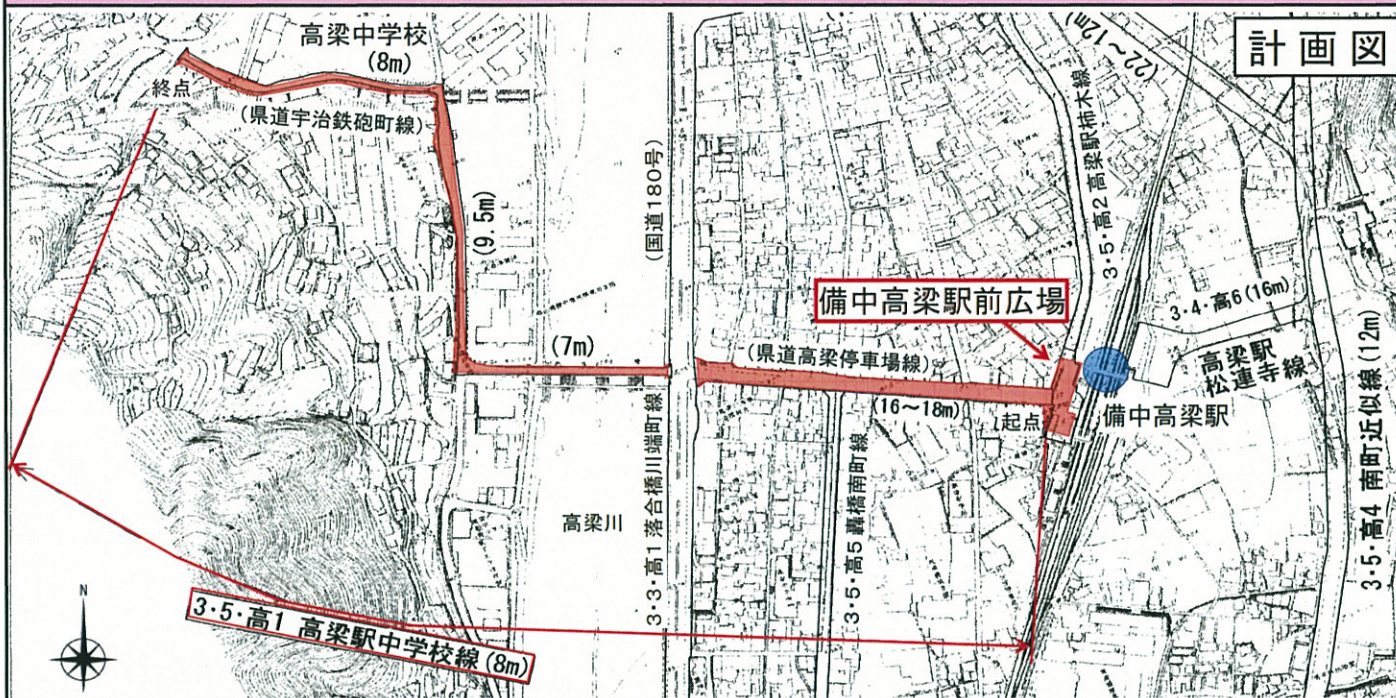 計画図
高梁中学校
(8m)
終点
(県道宇治鉄砲町線)
(9.5m)
(国道180号)
(22~12m)
3・5・高2 高梁駅柿木線
備中高梁駅前広場
3・4・高6(16m)
高梁駅
松連寺線
(7m)
(県道高梁停車場線)
(16~18m)
起点
備中高梁駅
3・3・高1 落合橋川端町線
3・5・高5 轟橋南町線
3・5・高4 南町近似線(12m)
高梁川
N
3・5・高1 高梁駅中学校線(8m)